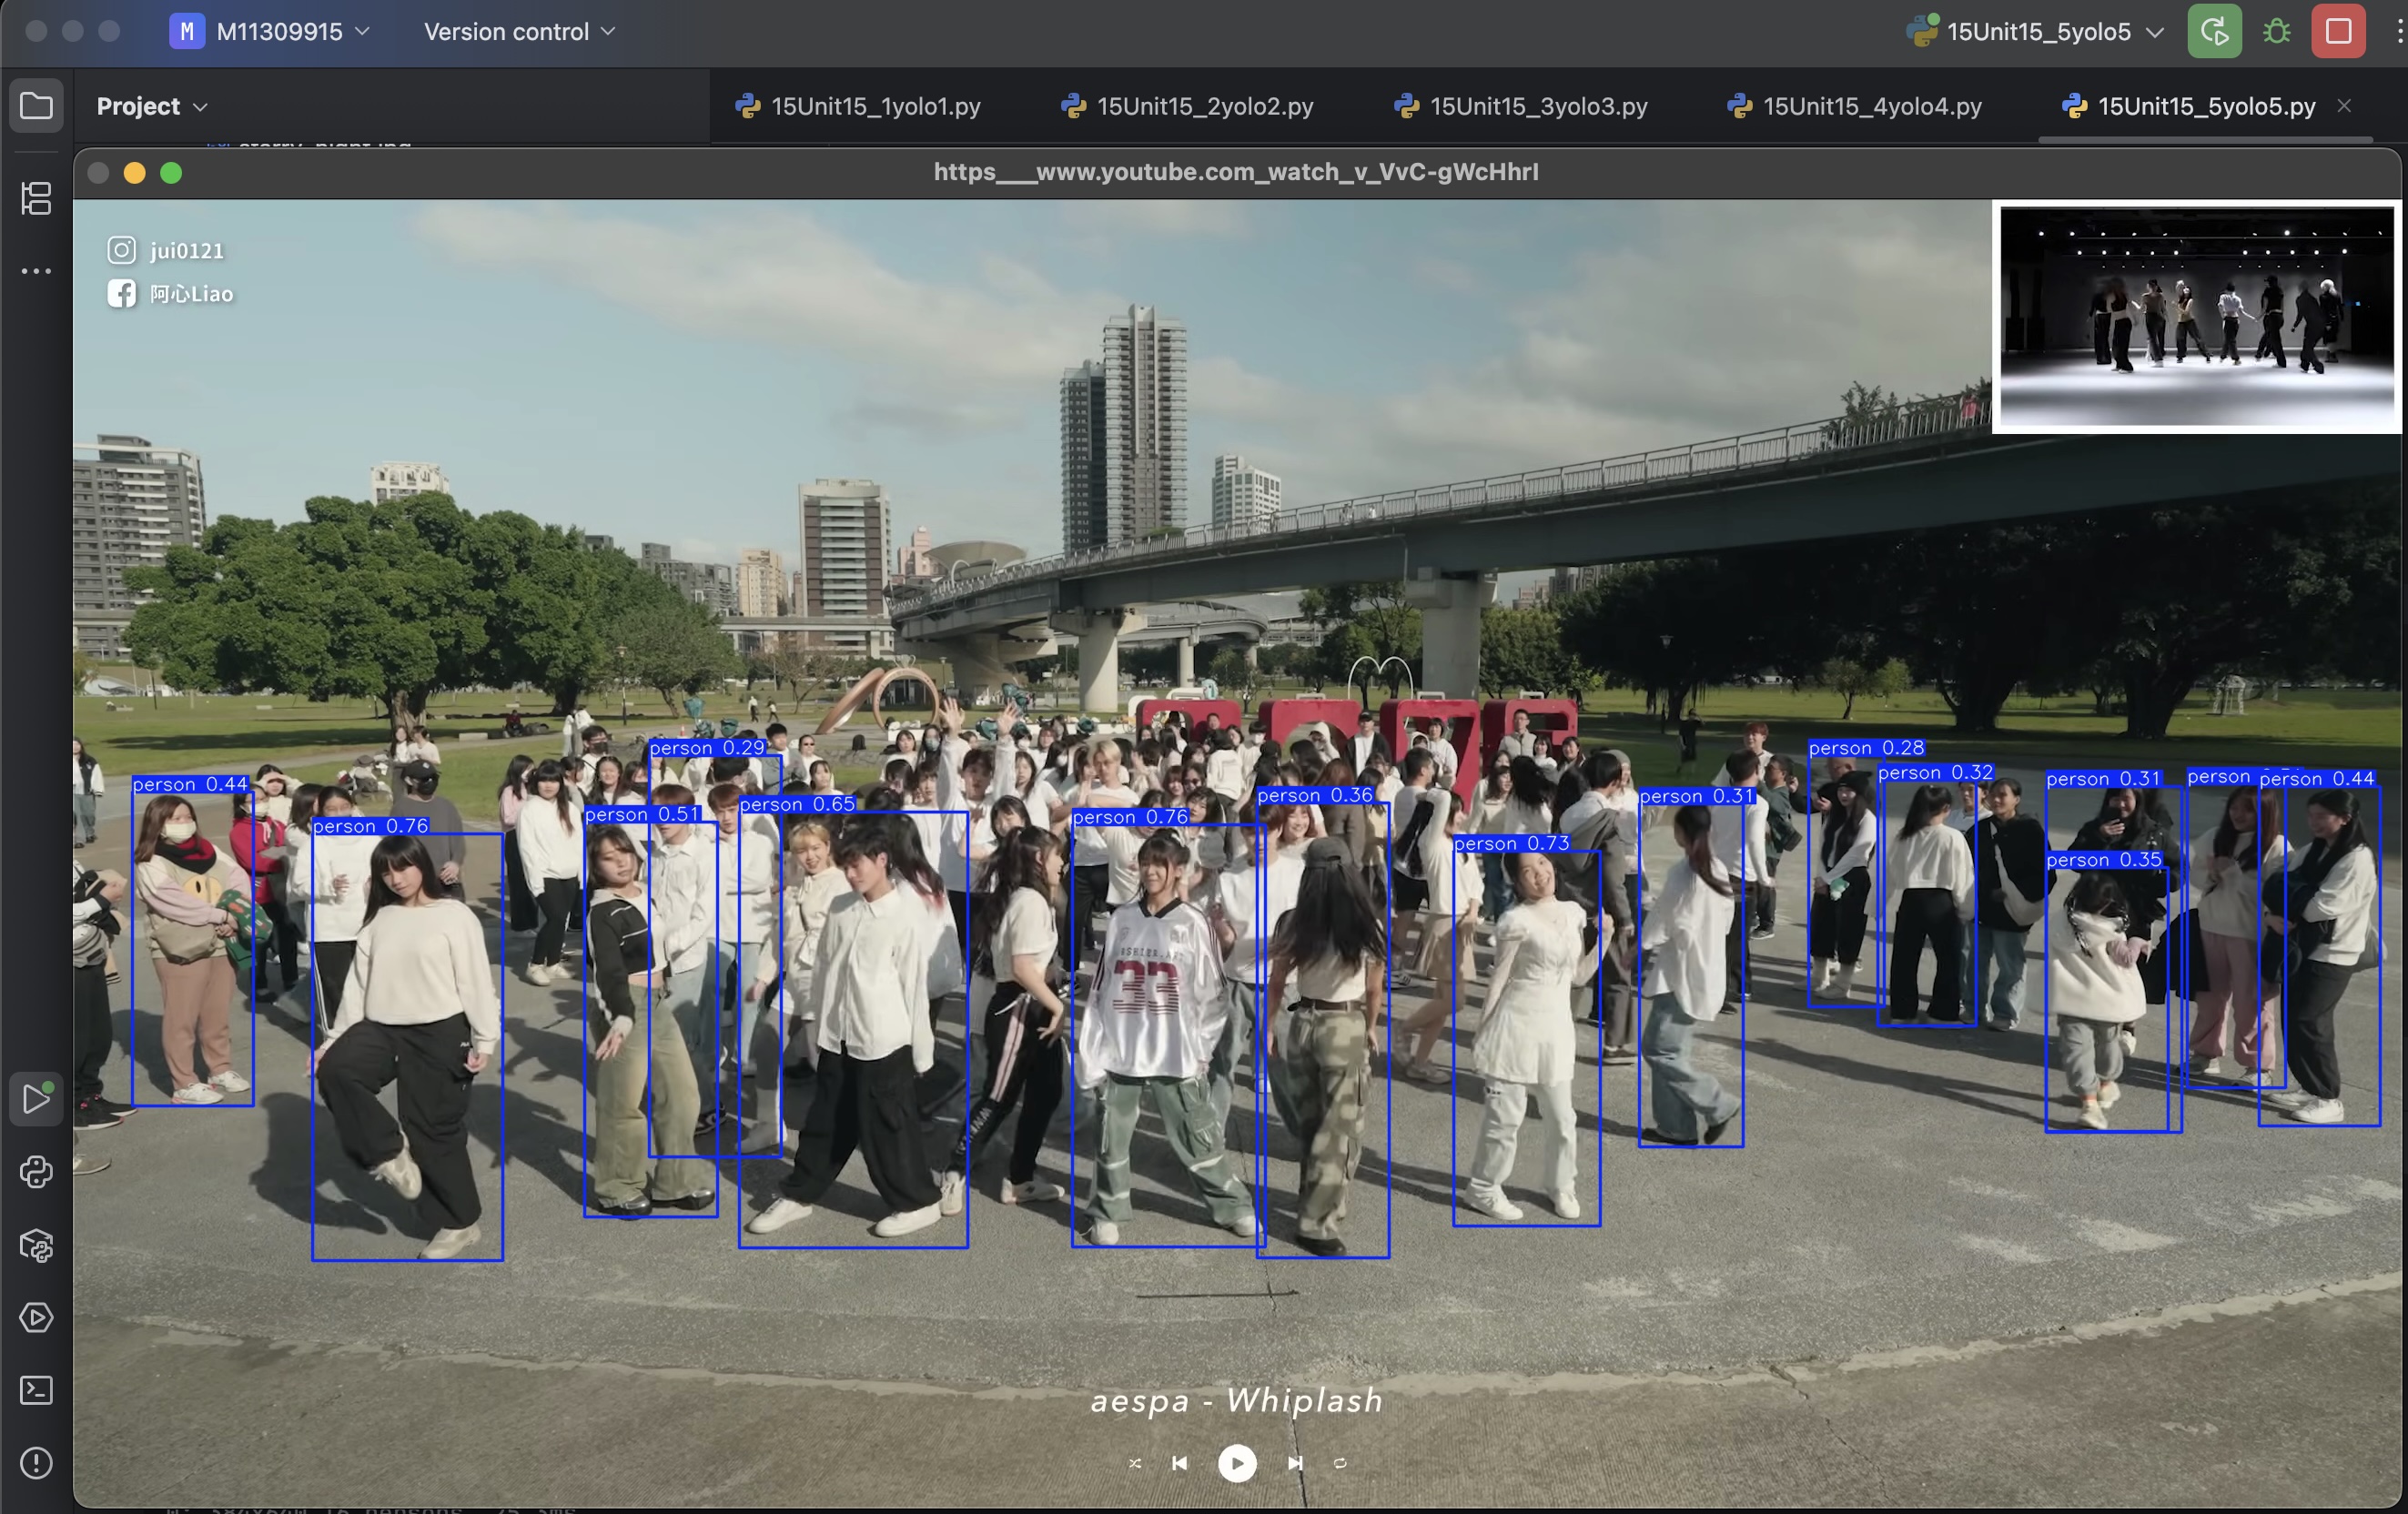 M M11309915 Version control 15Unit15_5yolo5
Project 15Unit15_1yolo1.py 15Unit15_2yolo2.py 15Unit15_3yolo3.py 15Unit15_4yolo4.py 15Unit15_5yolo5.py
https___www.youtube.com_watch_v_VvC-gWcHhrI
jui0121
阿心Liao
person 0.29
person 0.28
person 0.32
person 0.44
person 0.31
person
person 0.44
person 0.31
person 0.36
person 0.65
person 0.51
person 0.76
person 0.76
person 0.73
person 0.35
33
aespa - Whiplash